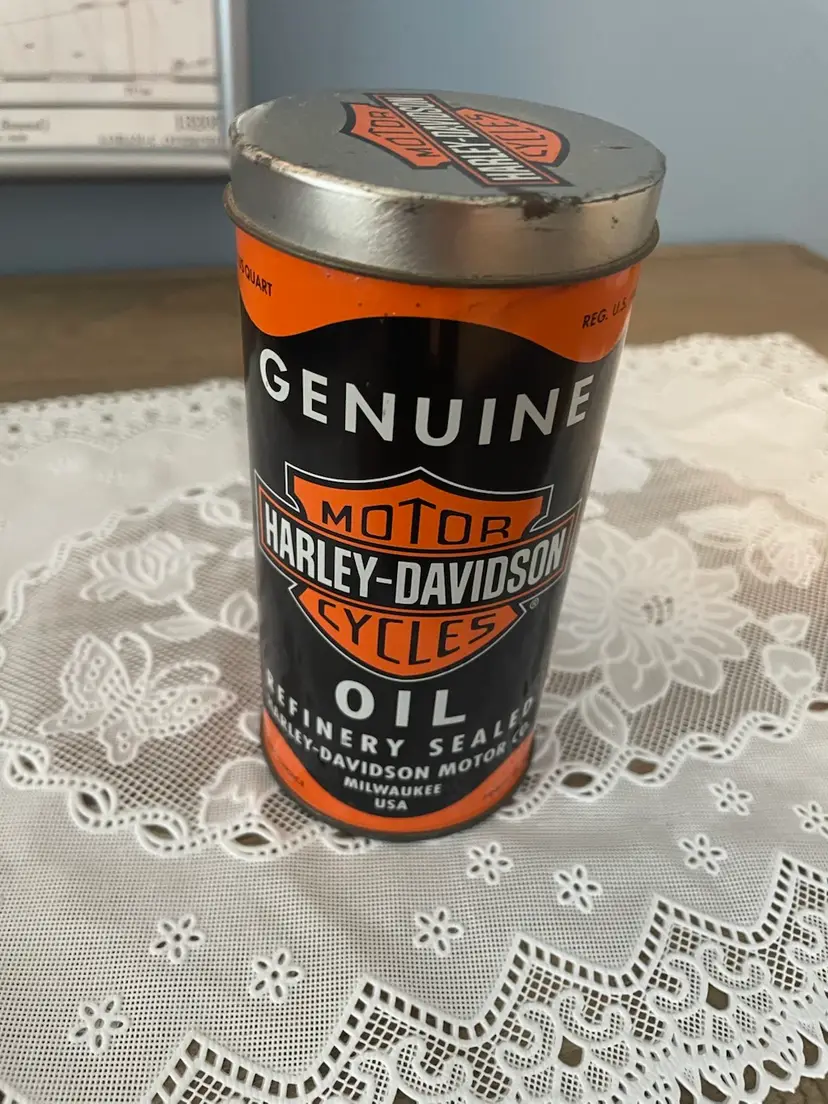 MOTOR
HARLEY-DAVIDSON
CYCLES
QUART
REG. U.S.
GENUINE
MOTOR
HARLEY-DAVIDSON
®
CYCLES
OIL
REFINERY SEALED
HARLEY-DAVIDSON MOTOR CO.
MILWAUKEE
USA